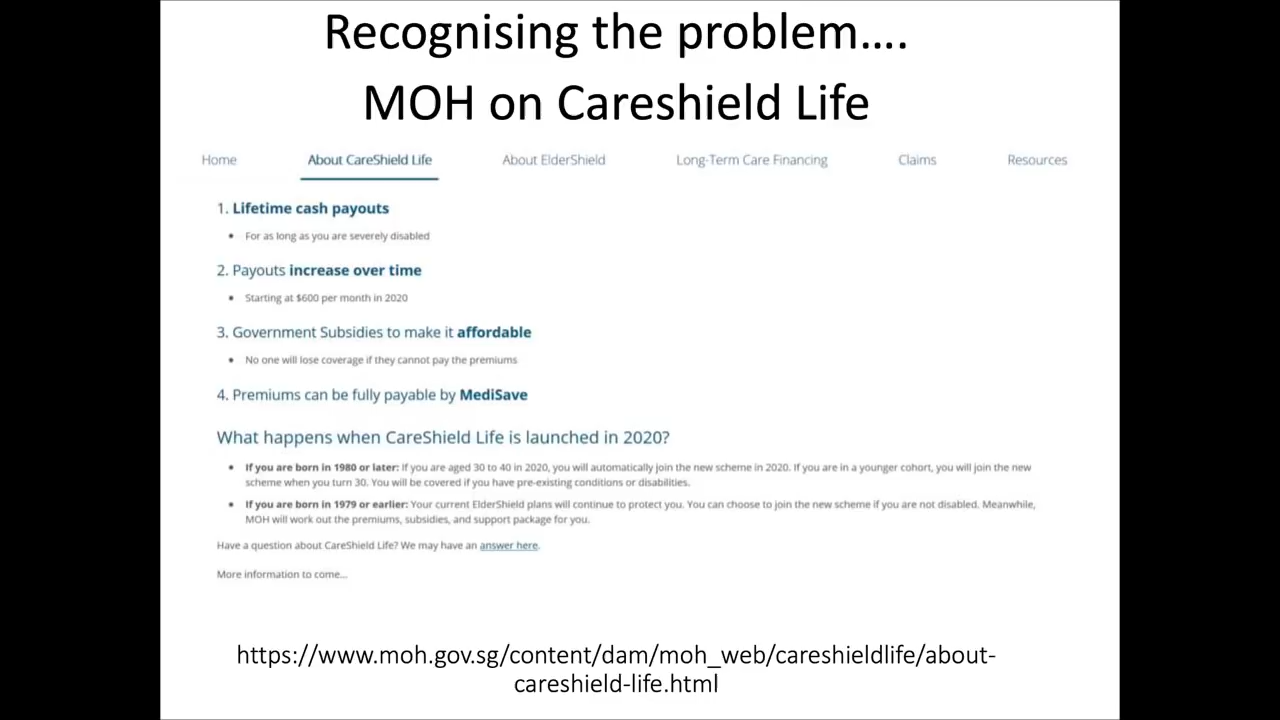 Recognising the problem....
MOH on Careshield Life
Home About CareShield Life About ElderShield Long-Term Care Financing Claims Resources
1. Lifetime cash payouts
• For as long as you are severely disabled
2. Payouts increase over time
• Starting at $600 per month in 2020
3. Government Subsidies to make it affordable
• No one will lose coverage if they cannot pay the premiums
4. Premiums can be fully payable by MediSave
What happens when CareShield Life is launched in 2020?
• If you are born in 1980 or later: If you are aged 30 to 40 in 2020, you will automatically join the new scheme in 2020. If you are in a younger cohort, you will join the new
scheme when you turn 30. You will be covered if you have pre-existing conditions or disabilities.
• If you are born in 1979 or earlier: Your current ElderShield plans will continue to protect you. You can choose to join the new scheme if you are not disabled. Meanwhile,
MOH will work out the premiums, subsidies, and support package for you.
Have a question about CareShield Life? We may have an answer here.
More information to come...
https://www.moh.gov.sg/content/dam/moh_web/careshieldlife/about-
careshield-life.html